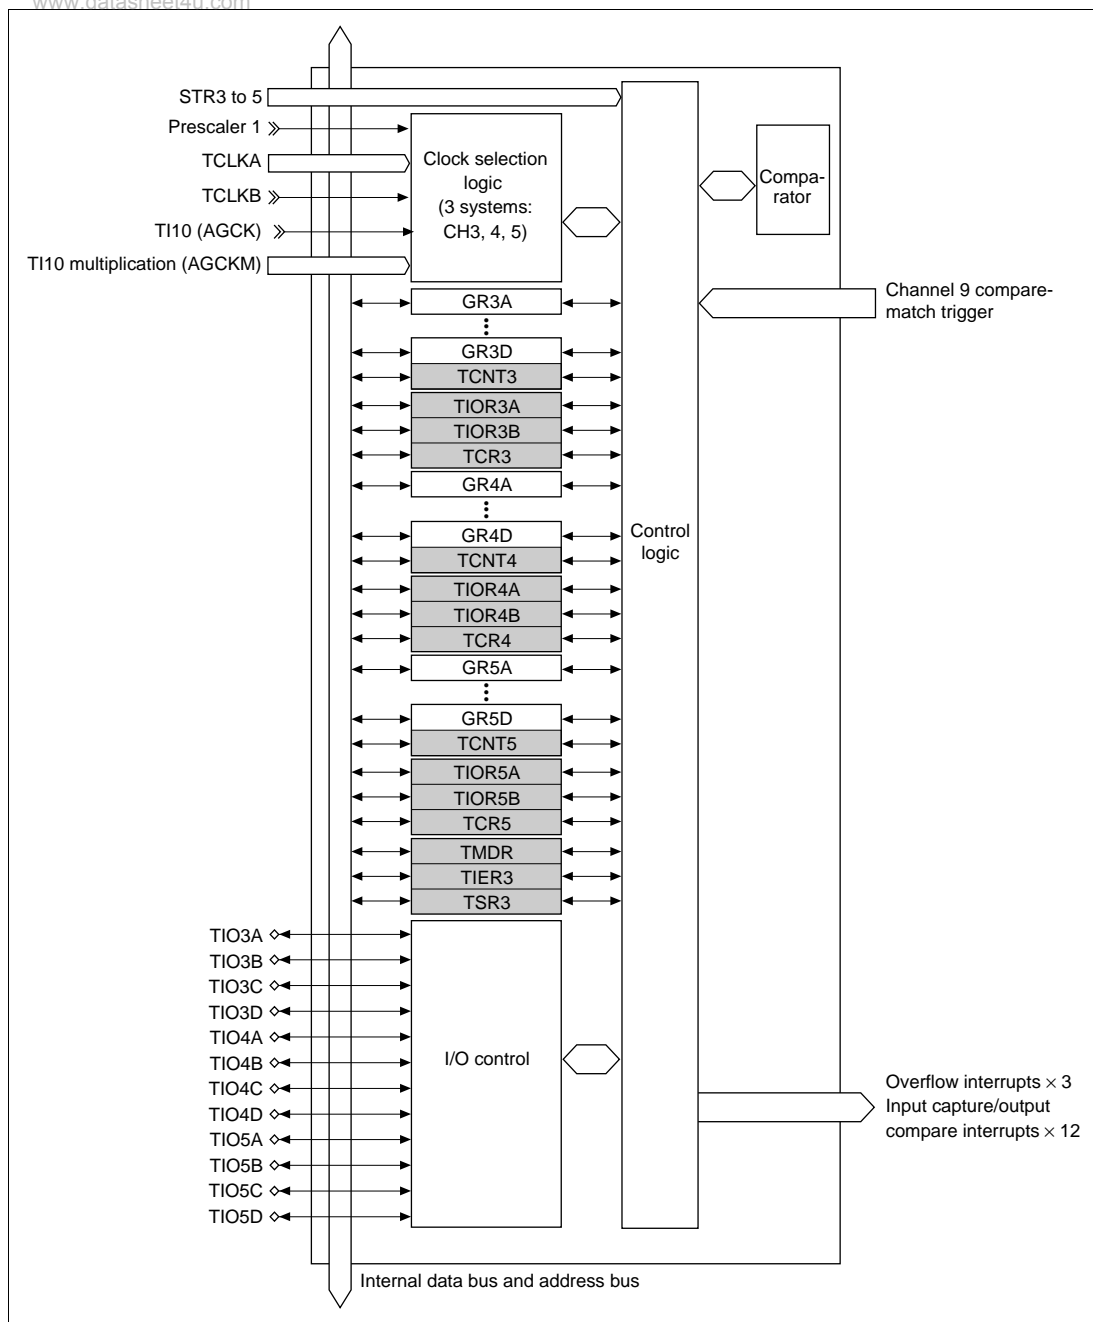 www.datasheet4u.com
STR3 to 5
Prescaler 1
TCLKA
TCLKB
TI10 (AGCK)
TI10 multiplication (AGCKM)
Clock selection
logic
(3 systems:
CH3, 4, 5)
Compa-
rator
Channel 9 compare-
match trigger
GR3A
GR3D
TCNT3
TIOR3A
TIOR3B
TCR3
GR4A
GR4D
TCNT4
TIOR4A
TIOR4B
TCR4
GR5A
GR5D
TCNT5
TIOR5A
TIOR5B
TCR5
TMDR
TIER3
TSR3
Control
logic
TIO3A
TIO3B
TIO3C
TIO3D
TIO4A
TIO4B
TIO4C
TIO4D
TIO5A
TIO5B
TIO5C
TIO5D
I/O control
Overflow interrupts × 3
Input capture/output
compare interrupts × 12
Internal data bus and address bus